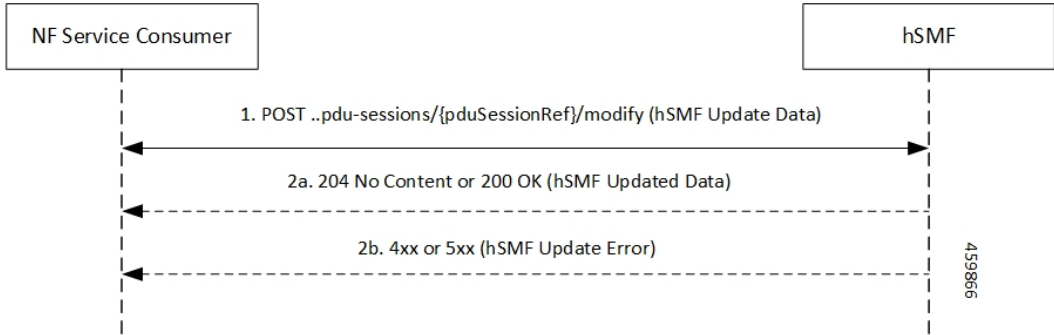 NF Service Consumer
hSMF
1. POST ..pdu-sessions/{pduSessionRef}/modify (hSMF Update Data)
2a. 204 No Content or 200 OK (hSMF Updated Data)
2b. 4xx or 5xx (hSMF Update Error)
459866